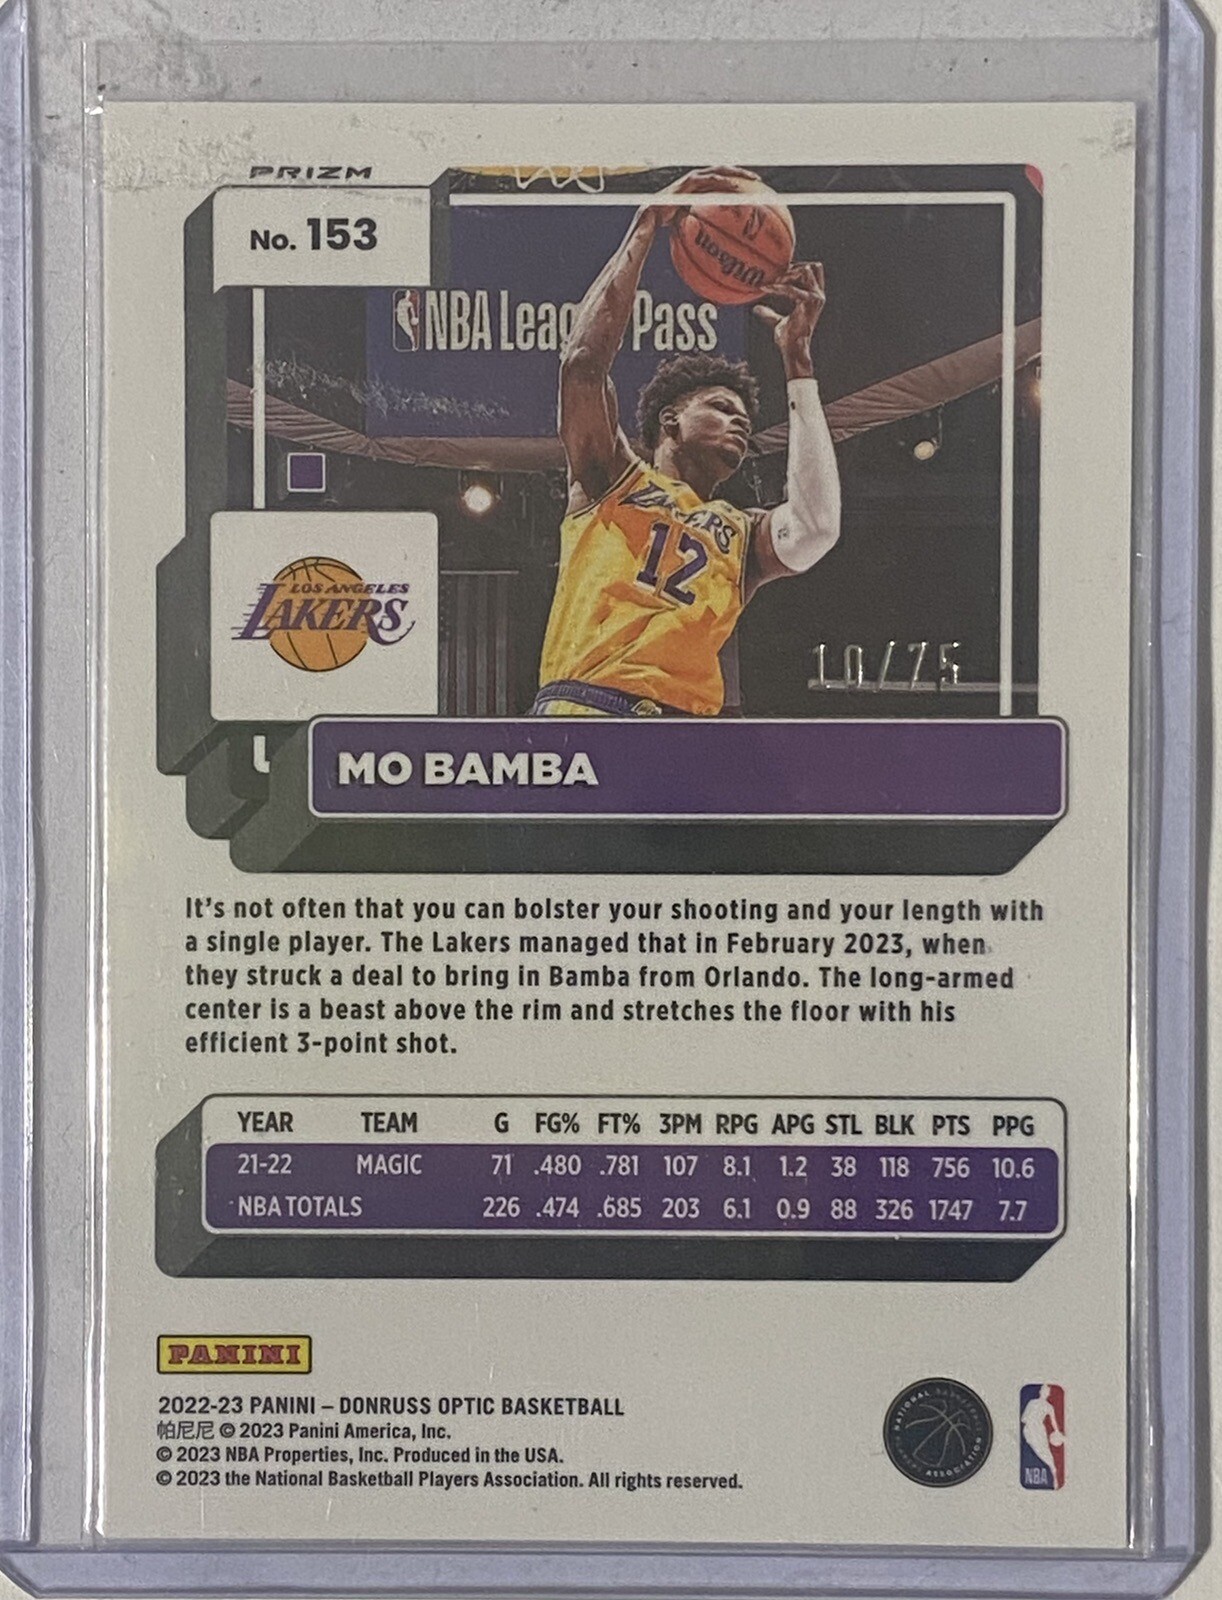 PRIZM
No. 153
NBA League Pass
Wilson
LAKERS
12
LOS ANGELES
LAKERS
10/75
MO BAMBA
It's not often that you can bolster your shooting and your length with
a single player. The Lakers managed that in February 2023, when
they struck a deal to bring in Bamba from Orlando. The long-armed
center is a beast above the rim and stretches the floor with his
efficient 3-point shot.
YEAR TEAM G FG% FT% 3PM RPG APG STL BLK PTS PPG
21-22 MAGIC 71 .480 .781 107 8.1 1.2 38 118 756 10.6
NBA TOTALS 226 .474 .685 203 6.1 0.9 88 326 1747 7.7
PANINI
2022-23 PANINI – DONRUSS OPTIC BASKETBALL
帕尼尼 © 2023 Panini America, Inc.
© 2023 NBA Properties, Inc. Produced in the USA.
© 2023 the National Basketball Players Association. All rights reserved.
NATIONAL BASKETBALL PLAYERS ASSOCIATION
NBA